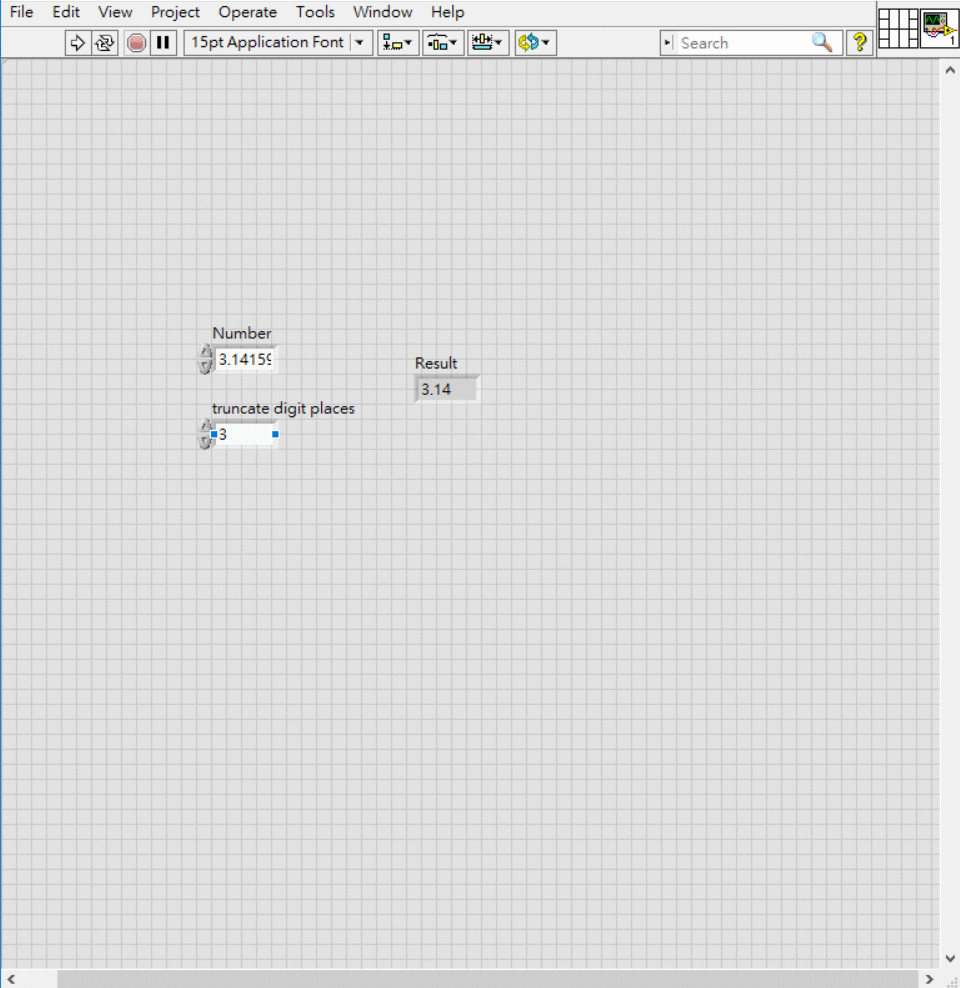 File Edit View Project Operate Tools Window Help
15pt Application Font Search ? 1
Number
3.14159
Result
3.14
truncate digit places
3